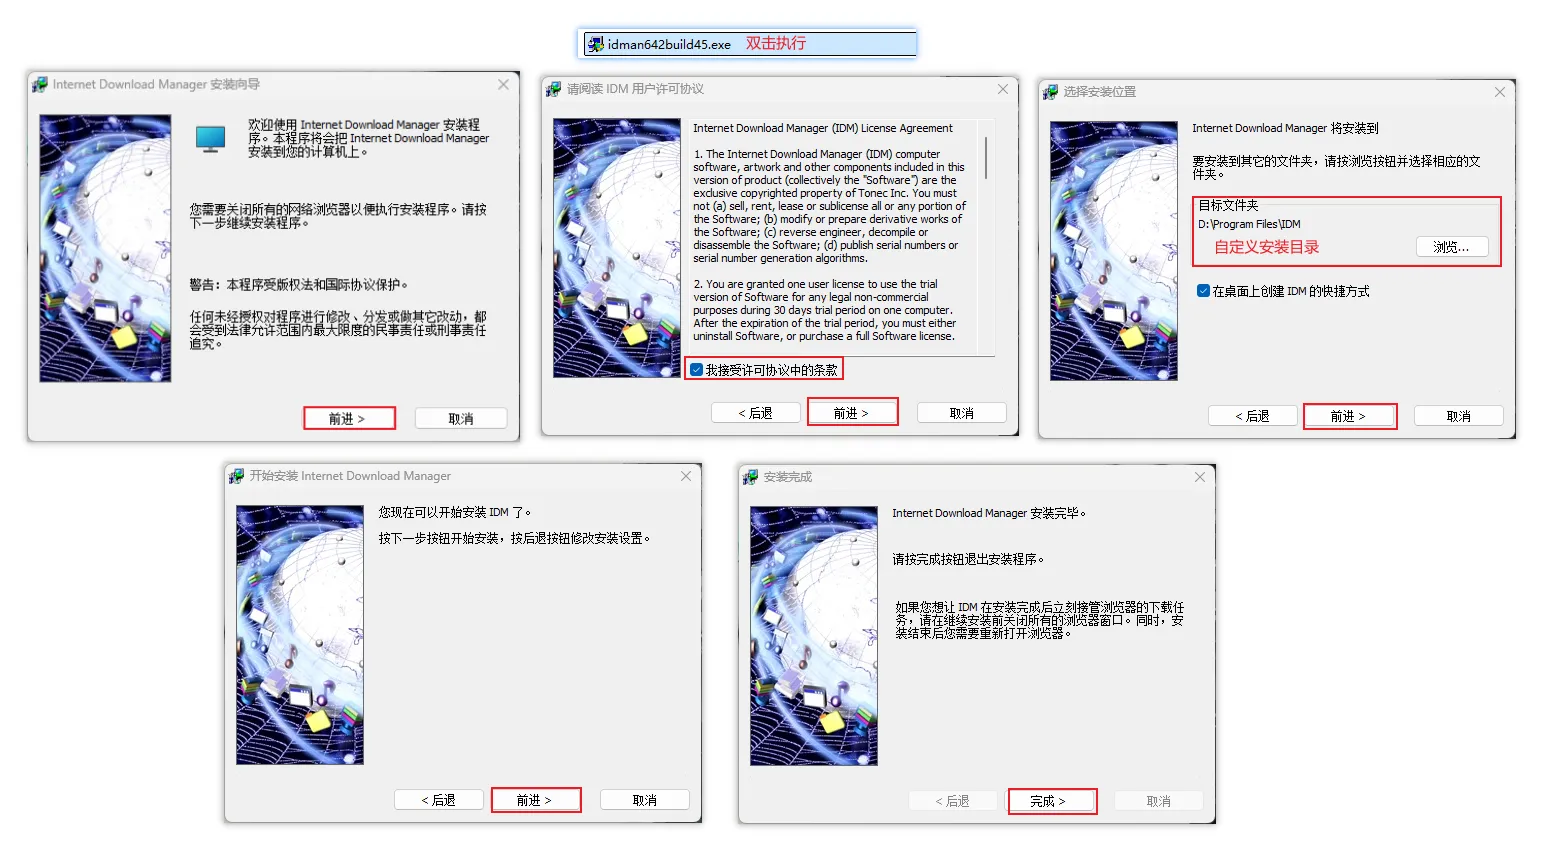 idman642build45.exe 双击执行
Internet Download Manager 安装向导
欢迎使用 Internet Download Manager 安装程
序。本程序将会把 Internet Download Manager
安装到您的计算机上。
您需要关闭所有的网络浏览器以便执行安装程序。请按
下一步继续安装程序。
警告：本程序受版权法和国际协议保护。
任何未经授权对程序进行修改、分发或做其它改动，都
会受到法律允许范围内最大限度的民事责任或刑事责任
追究。
前进 >
取消
请阅读 IDM 用户许可协议
Internet Download Manager (IDM) License Agreement
1. The Internet Download Manager (IDM) computer
software, artwork and other components included in this
version of product (collectively the "Software") are the
exclusive copyrighted property of Tonec Inc. You must
not (a) sell, rent, lease or sublicense all or any portion of
the Software; (b) modify or prepare derivative works of
the Software; (c) reverse engineer, decompile or
disassemble the Software; (d) publish serial numbers or
serial number generation algorithms.
2. You are granted one user license to use the trial
version of Software for any legal non-commercial
purposes during 30 days trial period on one computer.
After the expiration of the trial period, you must either
uninstall Software, or purchase a full Software license.
我接受许可协议中的条款
< 后退
前进 >
取消
选择安装位置
Internet Download Manager 将安装到
要安装到其它的文件夹，请按浏览按钮并选择相应的文
件夹。
目标文件夹
D:\Program Files\IDM
自定义安装目录
浏览...
在桌面上创建 IDM 的快捷方式
< 后退
前进 >
取消
开始安装 Internet Download Manager
您现在可以开始安装 IDM 了。
按下一步按钮开始安装，按后退按钮修改安装设置。
< 后退
前进 >
取消
安装完成
Internet Download Manager 安装完毕。
请按完成按钮退出安装程序。
如果您想让 IDM 在安装完成后立刻接管浏览器的下载任
务，请在继续安装前关闭所有的浏览器窗口。同时，安
装结束后您需要重新打开浏览器。
< 后退
完成 >
取消